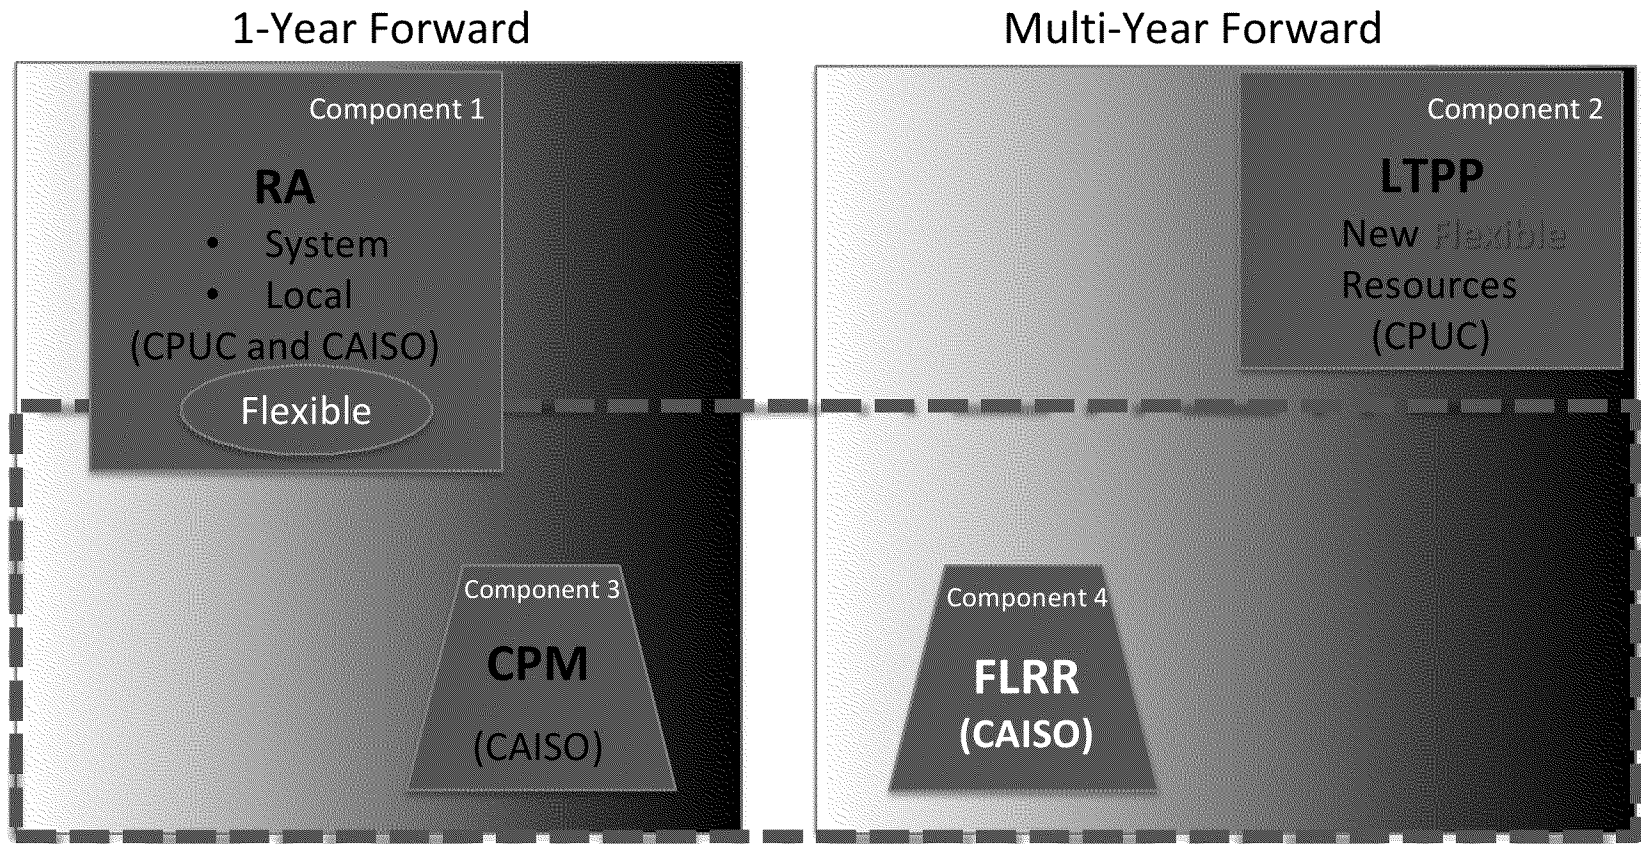 1-Year Forward
Multi-Year Forward
Component 1
RA
• System
• Local
(CPUC and CAISO)
Flexible
Component 2
LTPP
New Flexible
Resources
(CPUC)
Component 3
CPM
(CAISO)
Component 4
FLRR
(CAISO)